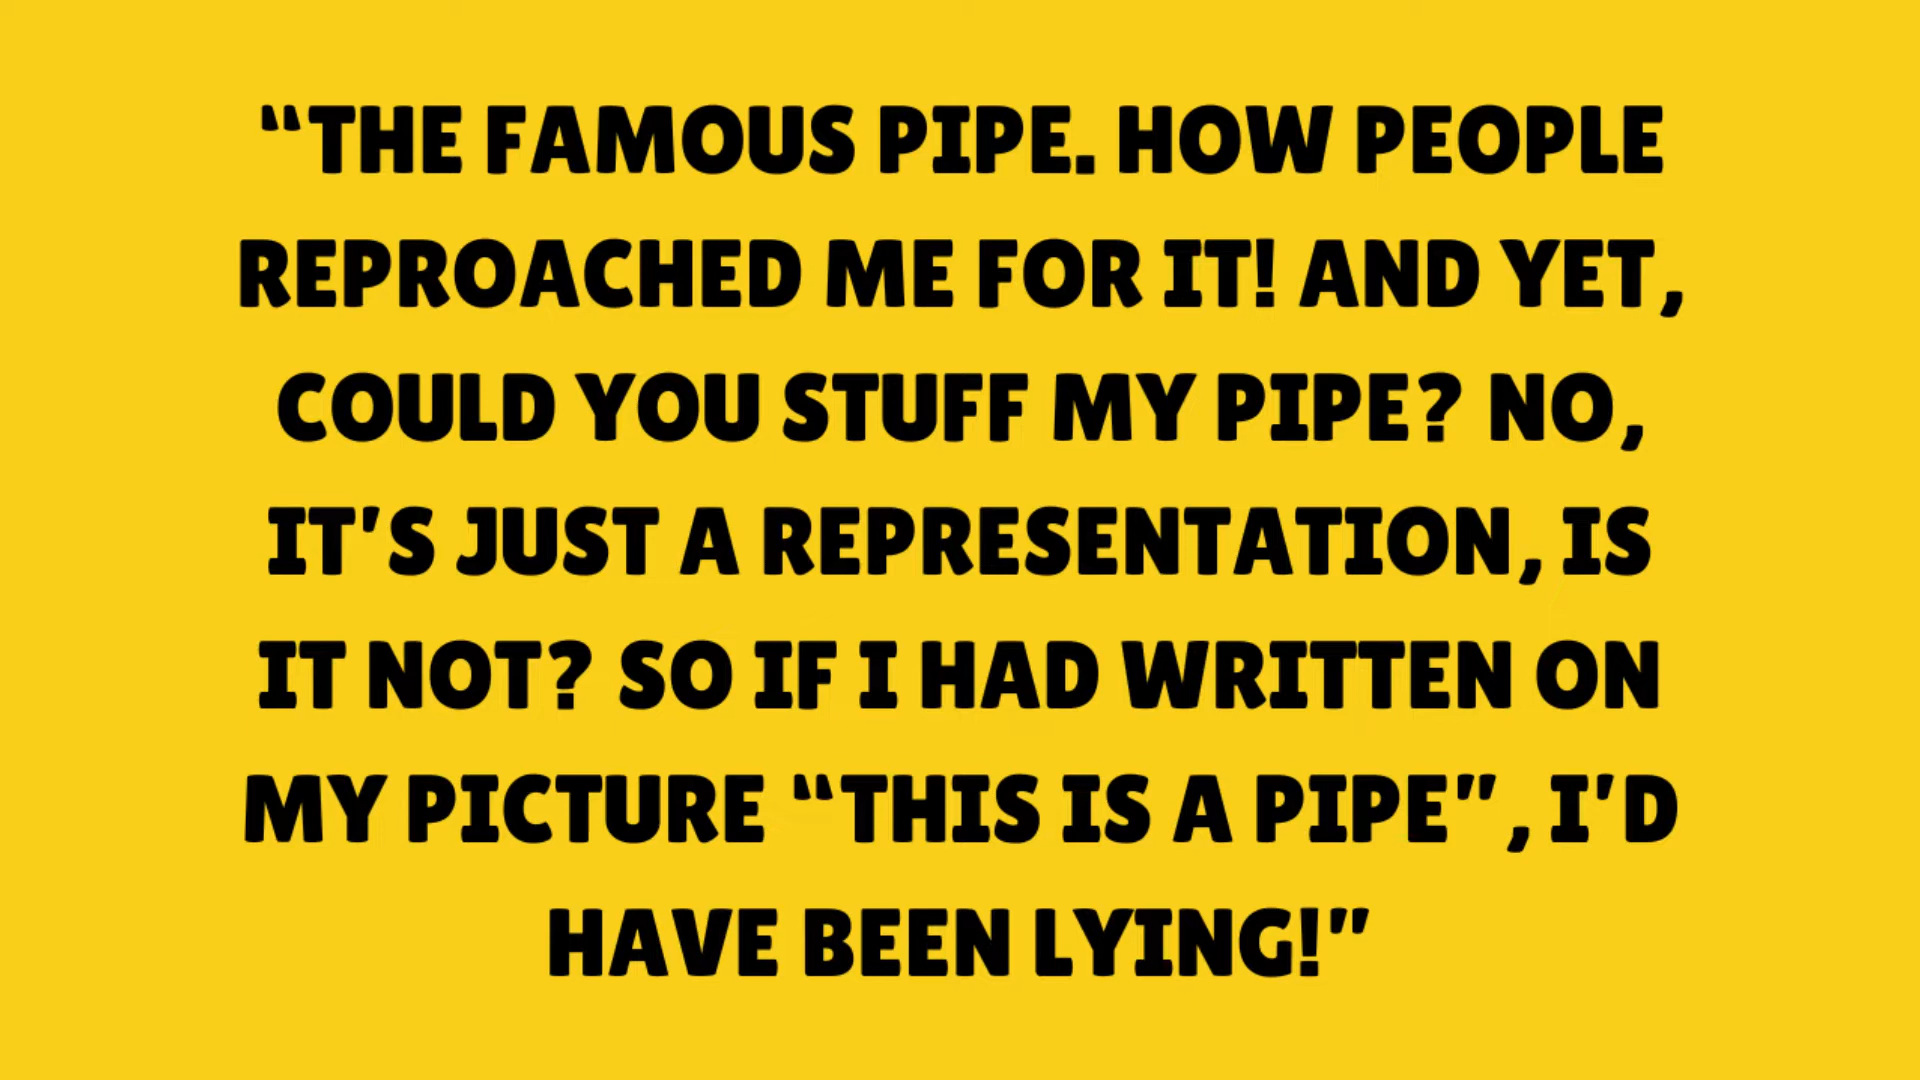 “THE FAMOUS PIPE. HOW PEOPLE
REPROACHED ME FOR IT! AND YET,
COULD YOU STUFF MY PIPE? NO,
IT’S JUST A REPRESENTATION, IS
IT NOT? SO IF I HAD WRITTEN ON
MY PICTURE “THIS IS A PIPE”, I’D
HAVE BEEN LYING!”